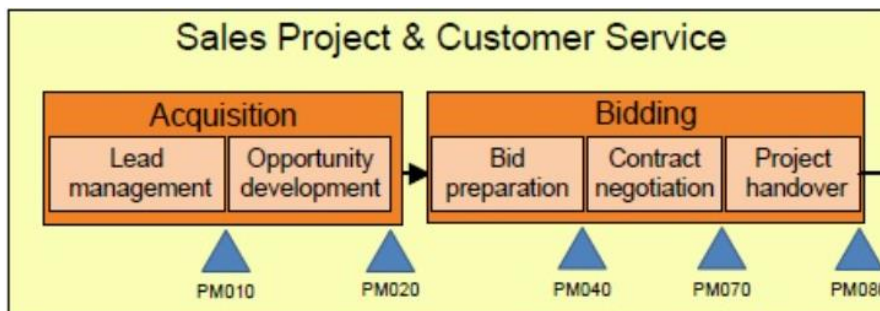 Sales Project & Customer Service
Acquisition
Lead
management
Opportunity
development
Bidding
Bid
preparation
Contract
negotiation
Project
handover
PM010
PM020
PM040
PM070
PM080